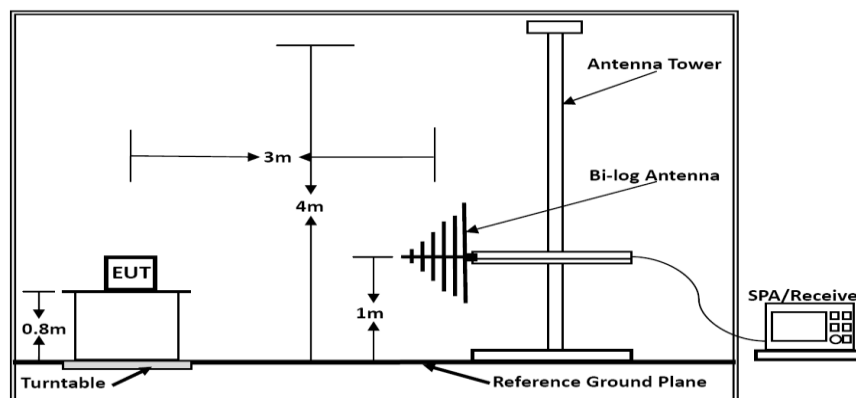 Antenna Tower
3m
Bi-log Antenna
4m
EUT
SPA/Receive
0.8m
1m
Turntable
Reference Ground Plane